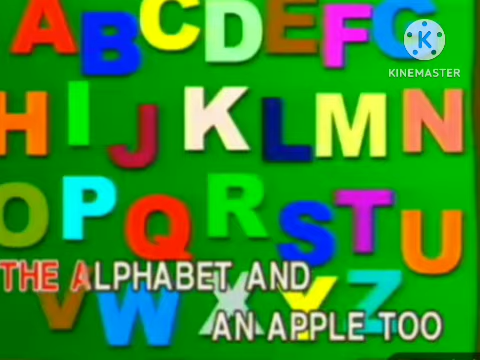 ABCDEFG
K
KINEMASTER
HIJKLMN
OPQRSTU
VWXYZ
THE ALPHABET AND
AN APPLE TOO